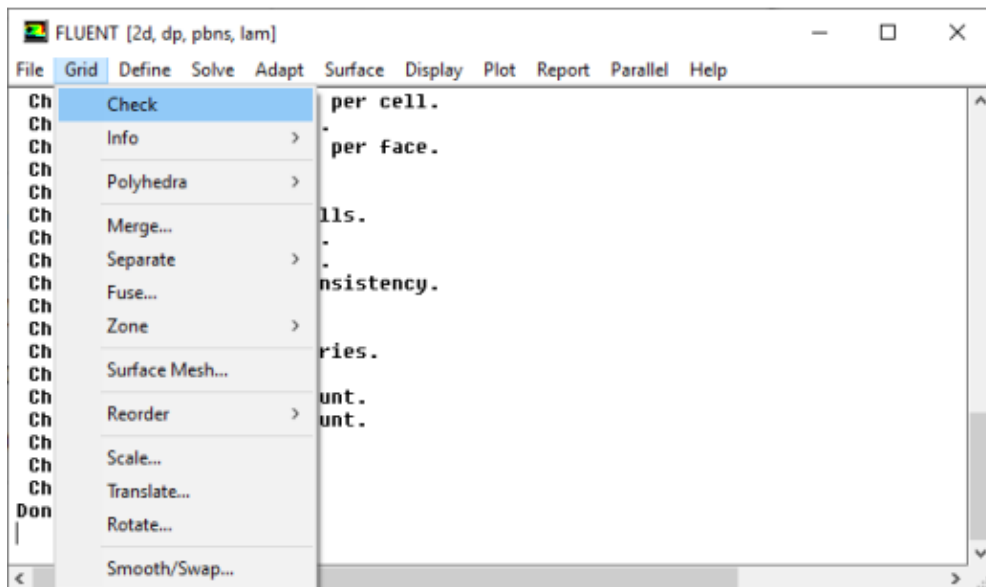 FLUENT [2d, dp, pbns, lam]
File Grid Define Solve Adapt Surface Display Plot Report Parallel Help
Ch per cell.
Ch .
Ch per face.
Ch
Ch
Ch lls.
Ch .
Ch .
Ch nsistency.
Ch
Ch
Ch ries.
Ch
Ch unt.
Ch unt.
Ch
Ch
Ch
Don
Check
Info
Polyhedra
Merge...
Separate
Fuse...
Zone
Surface Mesh...
Reorder
Scale...
Translate...
Rotate...
Smooth/Swap...